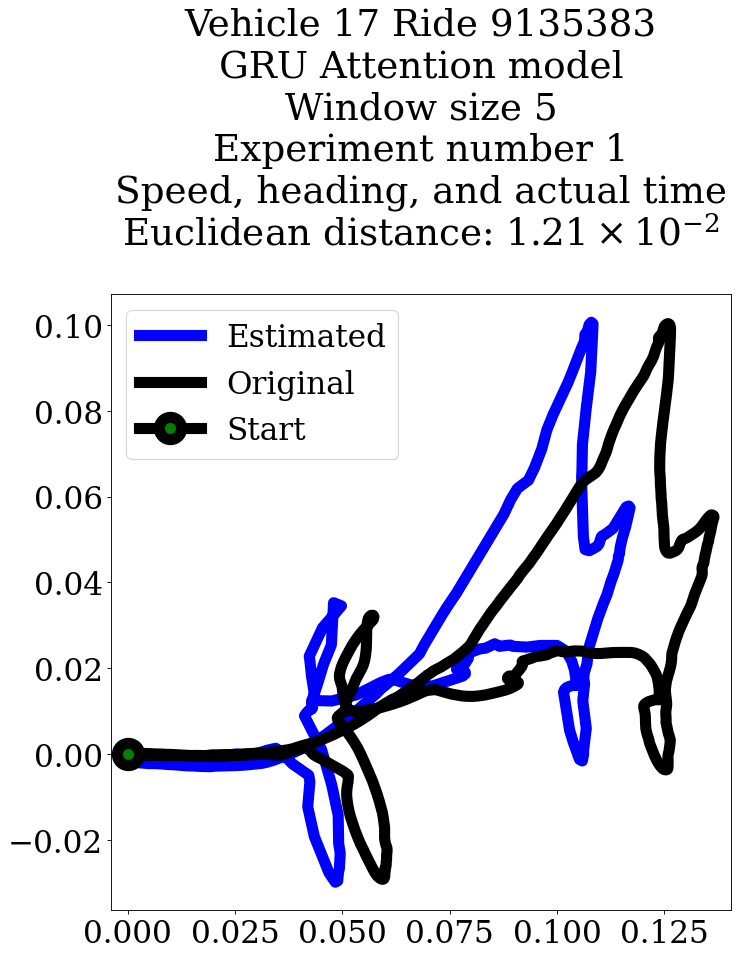 Vehicle 17 Ride 9135383
GRU Attention model
Window size 5
Experiment number 1
Speed, heading, and actual time
Euclidean distance: 1.21 × 10⁻²
Estimated
Original
Start
0.10
0.08
0.06
0.04
0.02
0.00
−0.02
0.000 0.025 0.050 0.075 0.100 0.125